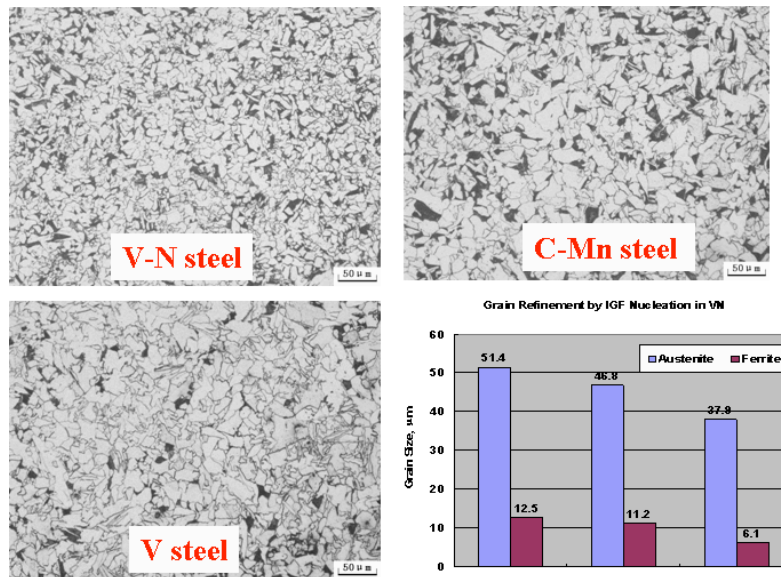 V-N steel
50 μm
C-Mn steel
50 μm
V steel
50 μm
Grain Refinement by IGF Nucleation in VN
Grain Size, μm
60
50
40
30
20
10
0
Austenite
Ferrite
51.4
12.5
46.8
11.2
37.9
6.1